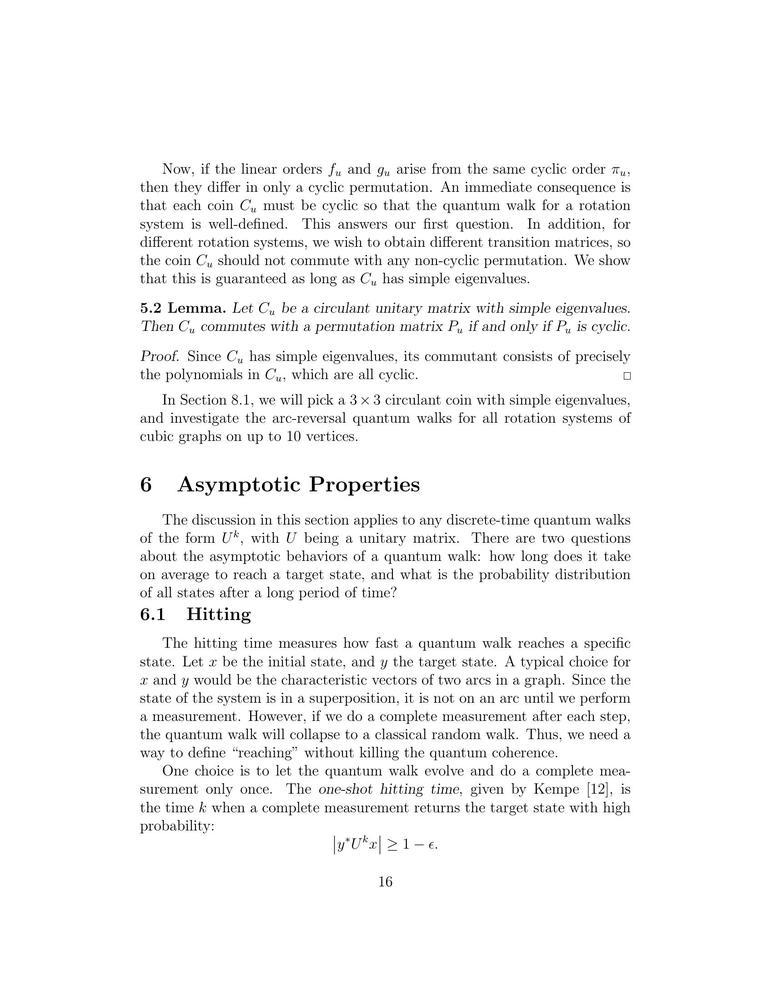 Now, if the linear orders f_u and g_u arise from the same cyclic order π_u,
then they differ in only a cyclic permutation. An immediate consequence is
that each coin C_u must be cyclic so that the quantum walk for a rotation
system is well-defined. This answers our first question. In addition, for
different rotation systems, we wish to obtain different transition matrices, so
the coin C_u should not commute with any non-cyclic permutation. We show
that this is guaranteed as long as C_u has simple eigenvalues.
5.2 Lemma. Let C_u be a circulant unitary matrix with simple eigenvalues.
Then C_u commutes with a permutation matrix P_u if and only if P_u is cyclic.
Proof. Since C_u has simple eigenvalues, its commutant consists of precisely
the polynomials in C_u, which are all cyclic. □
In Section 8.1, we will pick a 3 × 3 circulant coin with simple eigenvalues,
and investigate the arc-reversal quantum walks for all rotation systems of
cubic graphs on up to 10 vertices.
6 Asymptotic Properties
The discussion in this section applies to any discrete-time quantum walks
of the form U^k, with U being a unitary matrix. There are two questions
about the asymptotic behaviors of a quantum walk: how long does it take
on average to reach a target state, and what is the probability distribution
of all states after a long period of time?
6.1 Hitting
The hitting time measures how fast a quantum walk reaches a specific
state. Let x be the initial state, and y the target state. A typical choice for
x and y would be the characteristic vectors of two arcs in a graph. Since the
state of the system is in a superposition, it is not on an arc until we perform
a measurement. However, if we do a complete measurement after each step,
the quantum walk will collapse to a classical random walk. Thus, we need a
way to define “reaching” without killing the quantum coherence.
One choice is to let the quantum walk evolve and do a complete mea-
surement only once. The one-shot hitting time, given by Kempe [12], is
the time k when a complete measurement returns the target state with high
probability:
|y*U^k x| ≥ 1 − ϵ.
16